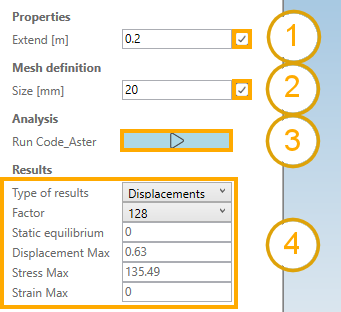 Properties
Extend [m] 0.2 1
Mesh definition
Size [mm] 20 2
Analysis
Run Code_Aster 3
Results
Type of results Displacements
Factor 128
Static equilibrium 0 4
Displacement Max 0.63
Stress Max 135.49
Strain Max 0